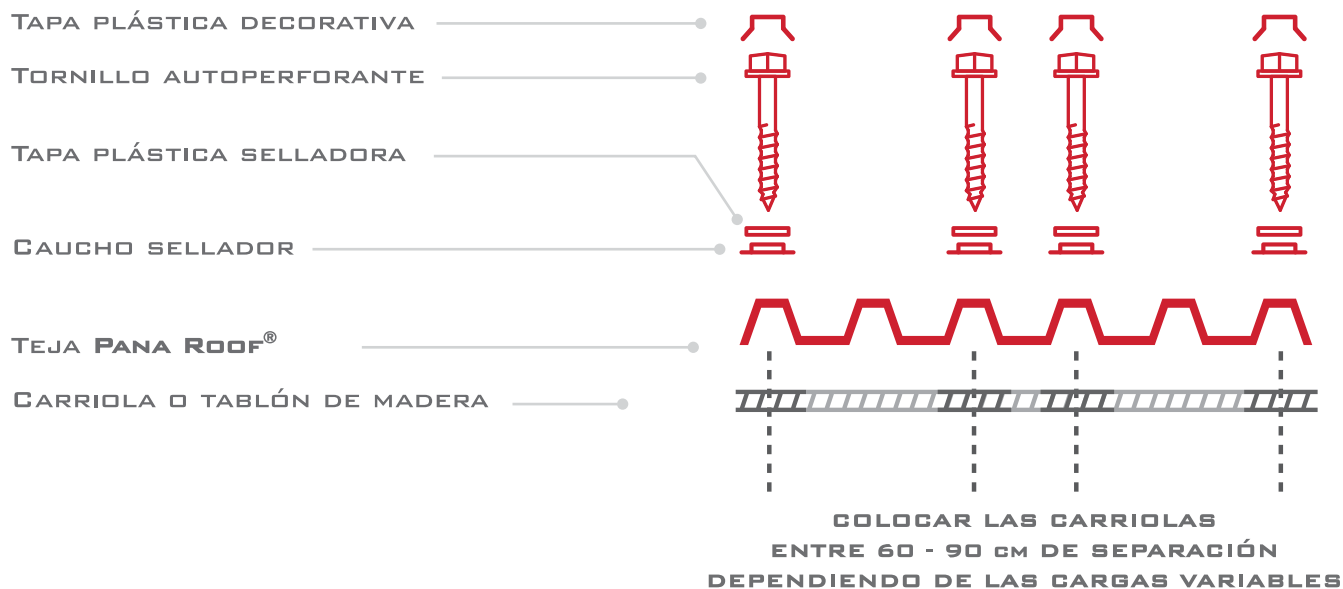 Tapa plástica decorativa
Tornillo autoperforante
Tapa plástica selladora
Caucho sellador
Teja Pana Roof®
Carriola o tablón de madera
colocar las carriolas
entre 60 - 90 cm de separación
dependiendo de las cargas variables